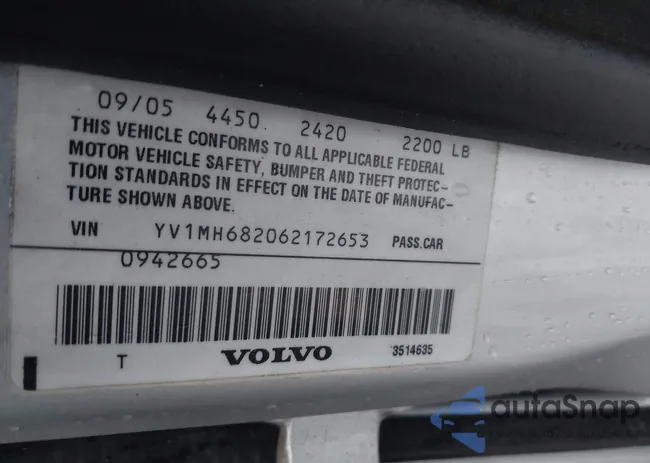 09/05 4450 2420 2200 LB
THIS VEHICLE CONFORMS TO ALL APPLICABLE FEDERAL
MOTOR VEHICLE SAFETY, BUMPER AND THEFT PROTEC-
TION STANDARDS IN EFFECT ON THE DATE OF MANUFAC-
TURE SHOWN ABOVE.
VIN YV1MH682062172653 PASS.CAR
0942665
T VOLVO 3514635
autoSnap